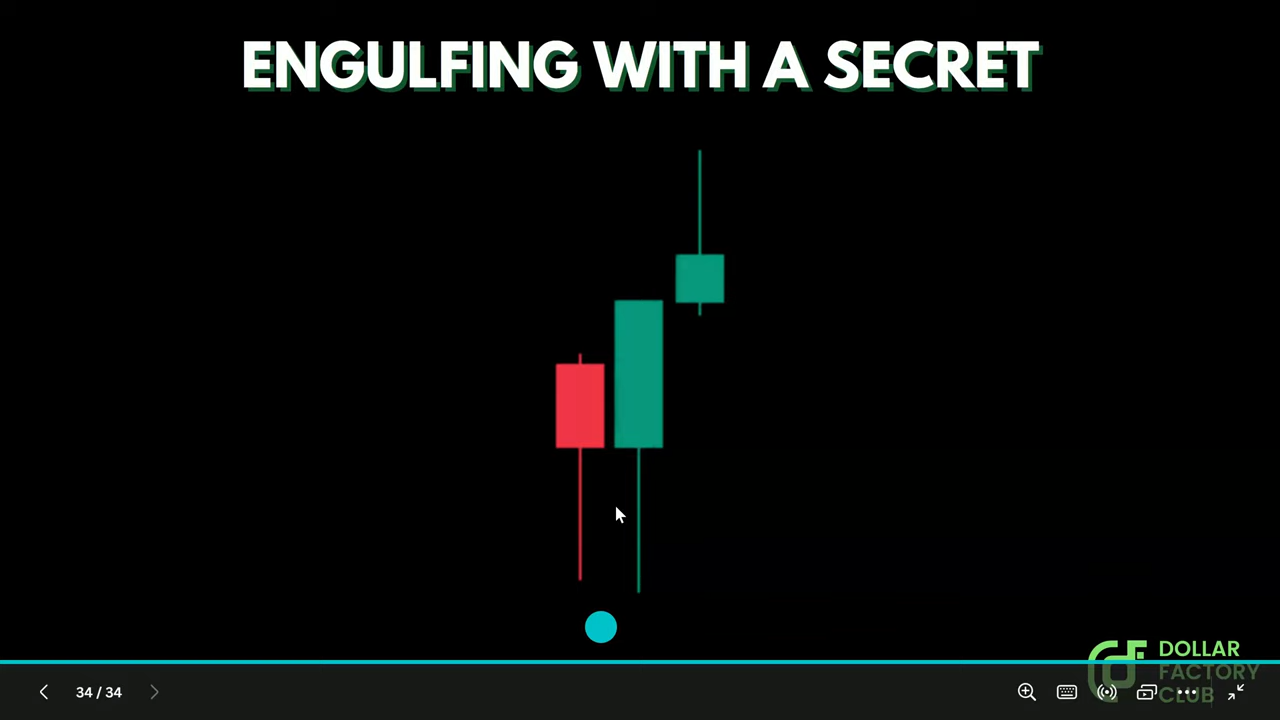 ENGULFING WITH A SECRET
34 / 34
DOLLAR
FACTORY
CLUB